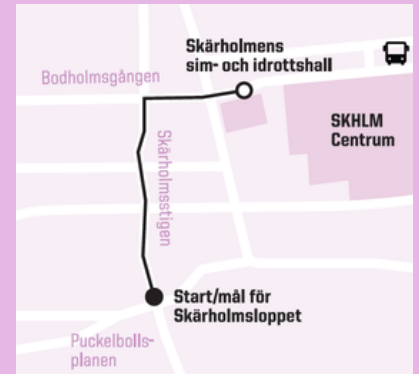 Skärholmens
sim- och idrottshall
Bodholmsgången
SKHLM
Centrum
Skärholmsstigen
Start/mål för
Skärholmsloppet
Puckelbolls-
planen